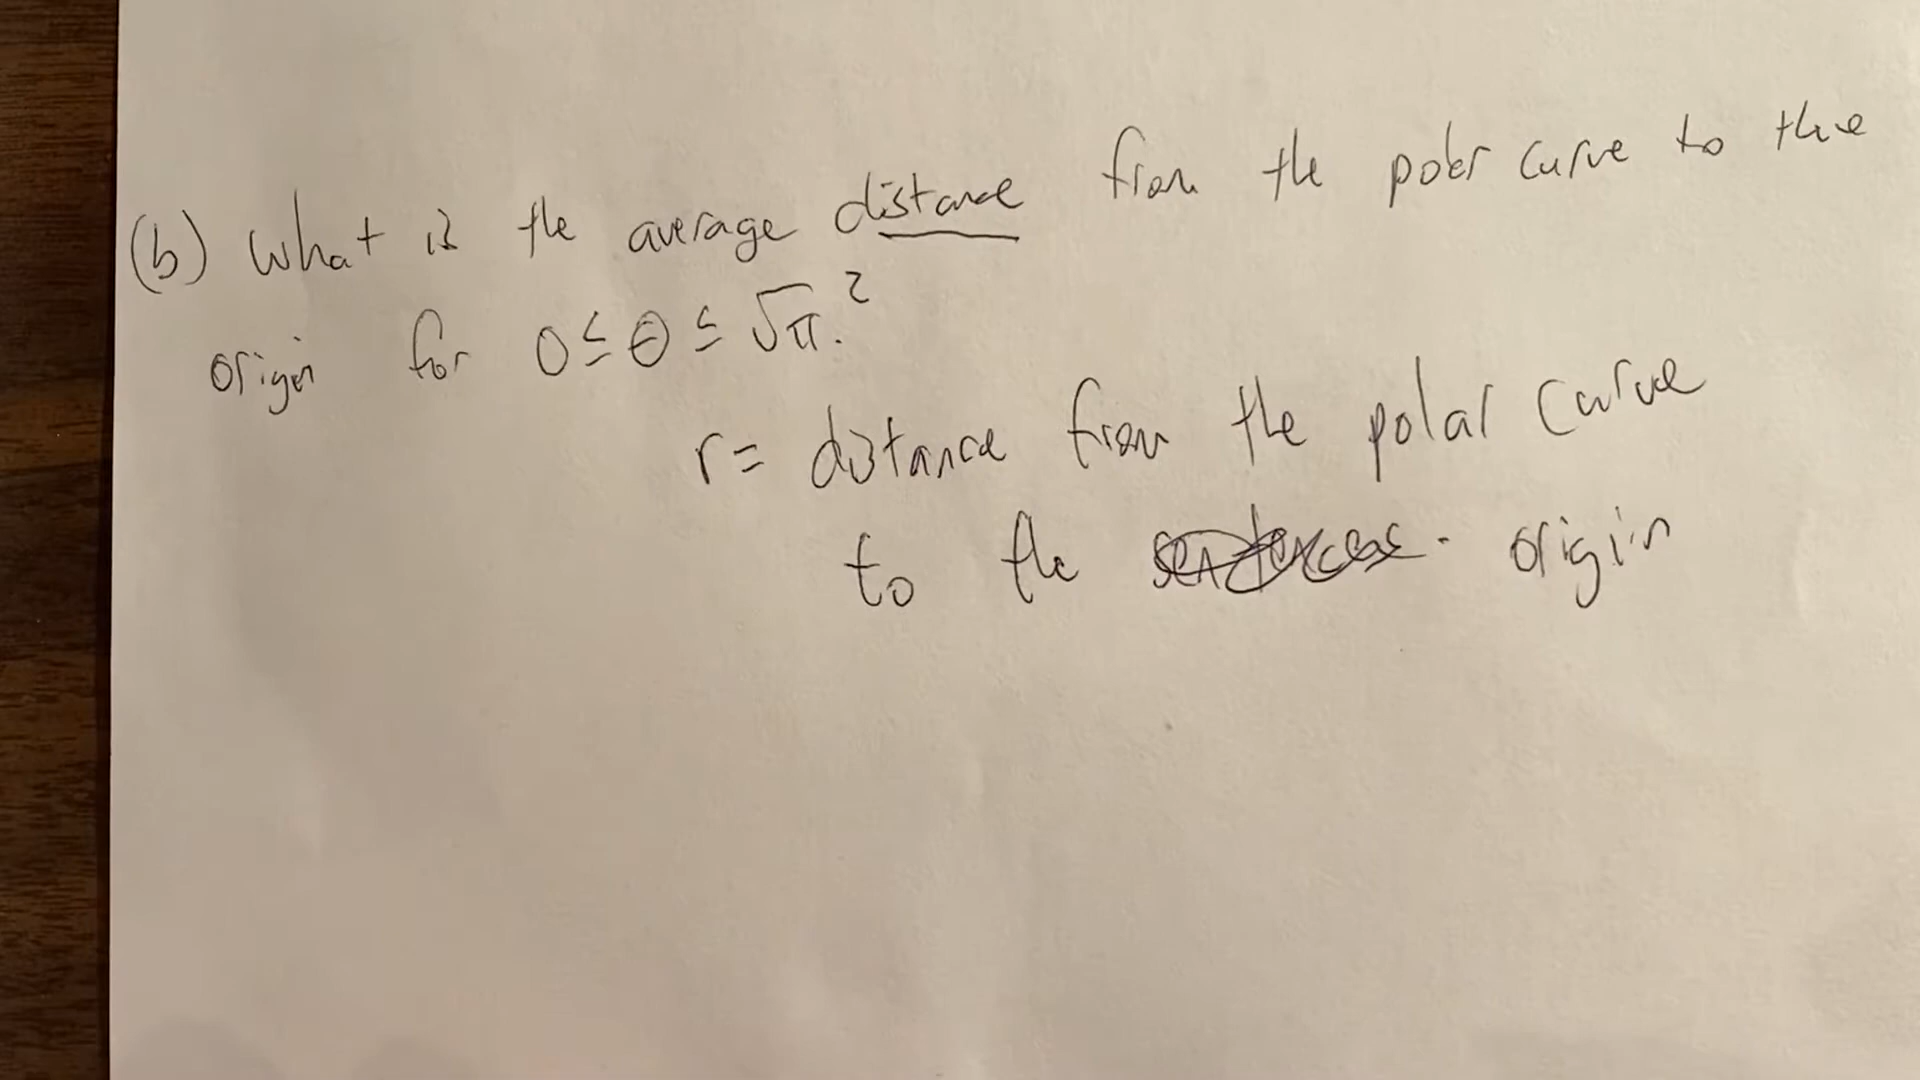 (b) What is the average distance from the polar curve to the
origin for 0 ≤ θ ≤ √π.?
r = distance from the polar curve
to the origin